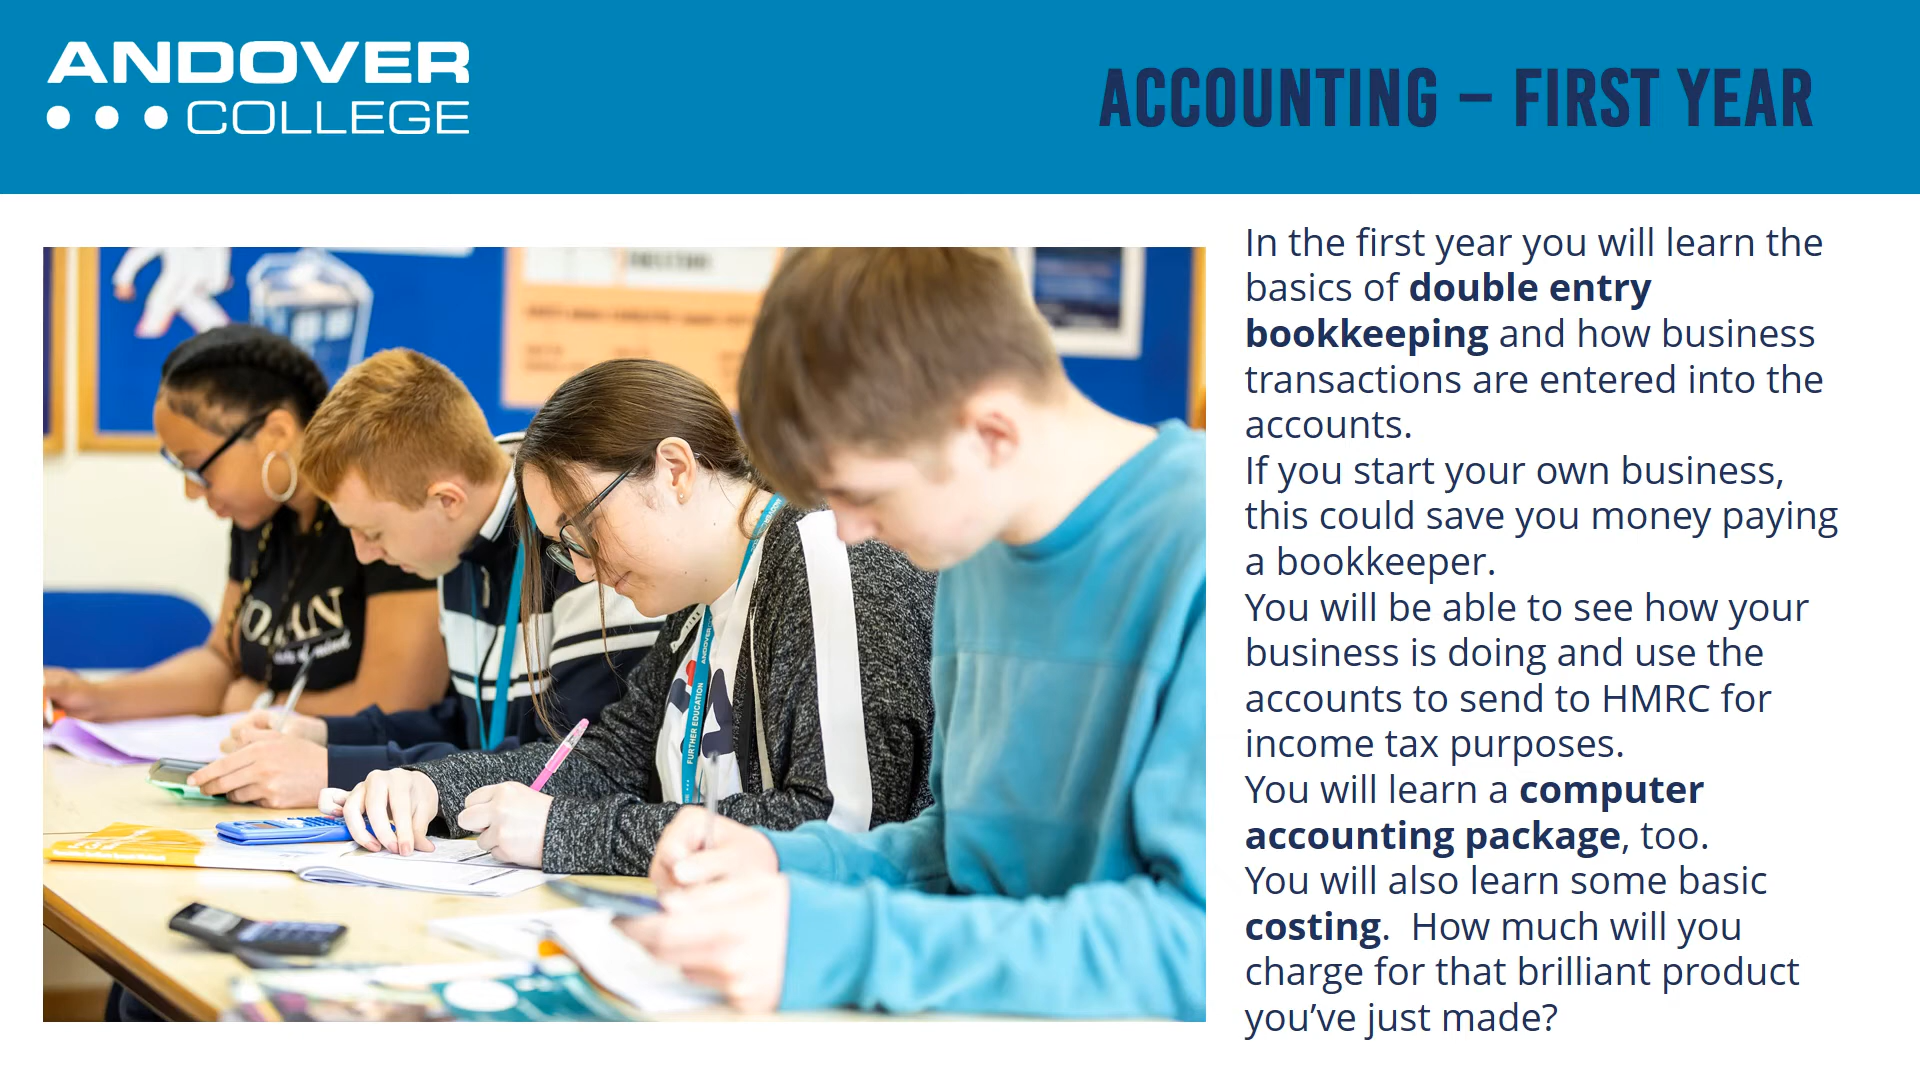 ANDOVER
COLLEGE
ACCOUNTING – FIRST YEAR
In the first year you will learn the
basics of double entry
bookkeeping and how business
transactions are entered into the
accounts.
If you start your own business,
this could save you money paying
a bookkeeper.
You will be able to see how your
business is doing and use the
accounts to send to HMRC for
income tax purposes.
You will learn a computer
accounting package, too.
You will also learn some basic
costing.  How much will you
charge for that brilliant product
you’ve just made?
FURTHER EDUCATION
ANDOVER